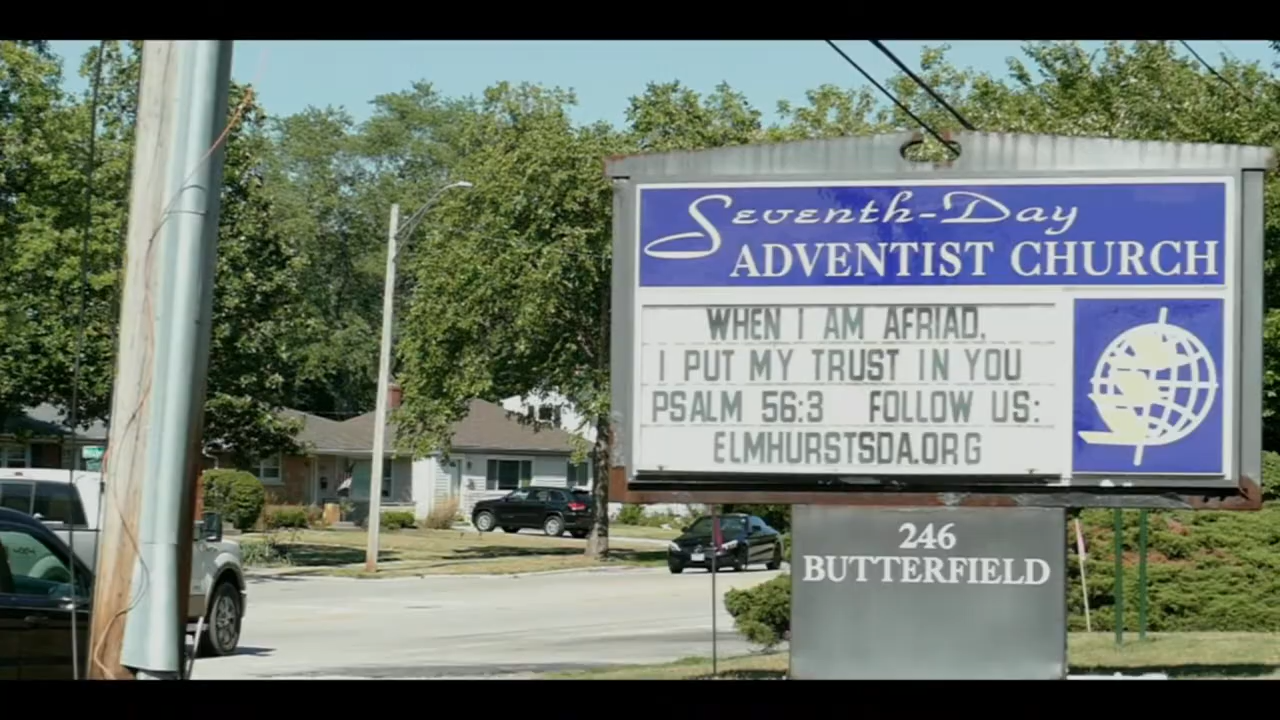 Seventh-Day
ADVENTIST CHURCH
WHEN I AM AFRIAD,
I PUT MY TRUST IN YOU
PSALM 56:3 FOLLOW US:
ELMHURSTSDA.ORG
246
BUTTERFIELD